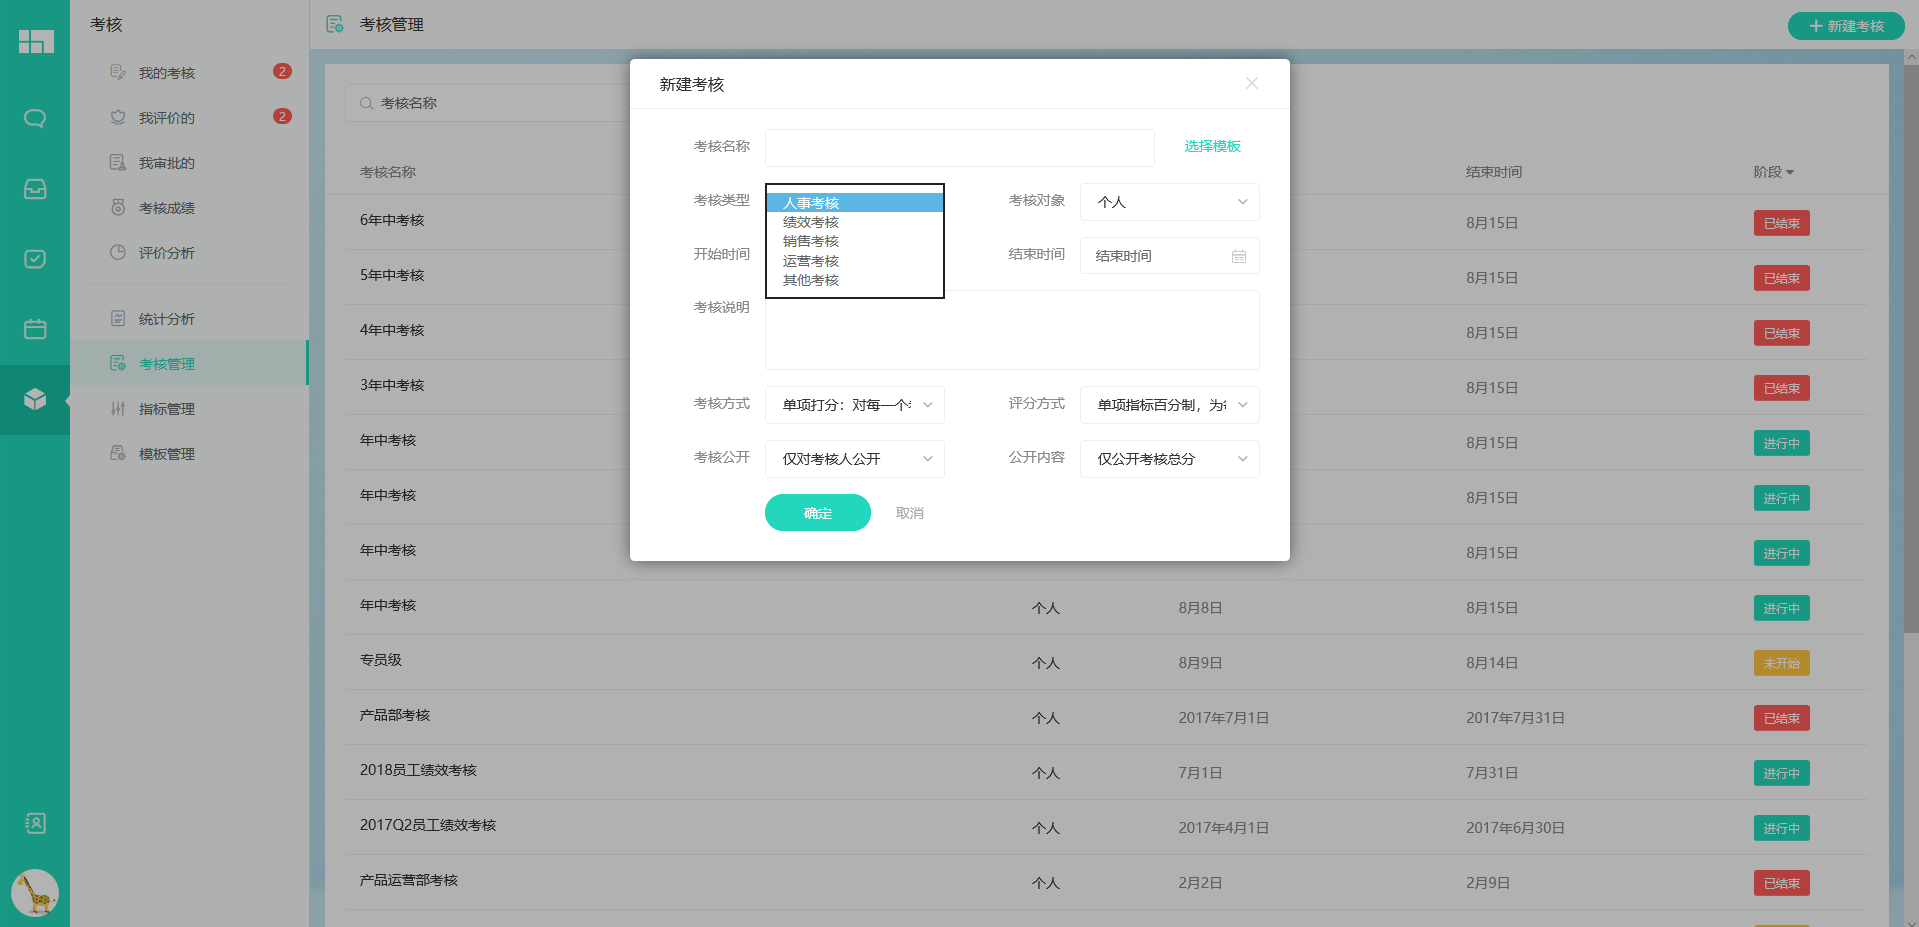 考核
考核管理
新建考核
我的考核
2
我评价的
2
我审批的
考核成绩
评价分析
统计分析
考核管理
指标管理
模板管理
考核名称
考核名称
结束时间
阶段
6年中考核
8月15日
已结束
5年中考核
8月15日
已结束
4年中考核
8月15日
已结束
3年中考核
8月15日
已结束
年中考核
8月15日
进行中
年中考核
8月15日
进行中
年中考核
8月15日
进行中
年中考核
个人
8月8日
8月15日
进行中
专员级
个人
8月9日
8月14日
未开始
产品部考核
个人
2017年7月1日
2017年7月31日
已结束
2018员工绩效考核
个人
7月1日
7月31日
进行中
2017Q2员工绩效考核
个人
2017年4月1日
2017年6月30日
进行中
产品运营部考核
个人
2月2日
2月9日
已结束
新建考核
考核名称
选择模板
考核类型
人事考核
绩效考核
销售考核
运营考核
其他考核
考核对象
个人
开始时间
结束时间
结束时间
考核说明
考核方式
单项打分：对每一个
评分方式
单项指标百分制，为
考核公开
仅对考核人公开
公开内容
仅公开考核总分
确定
取消